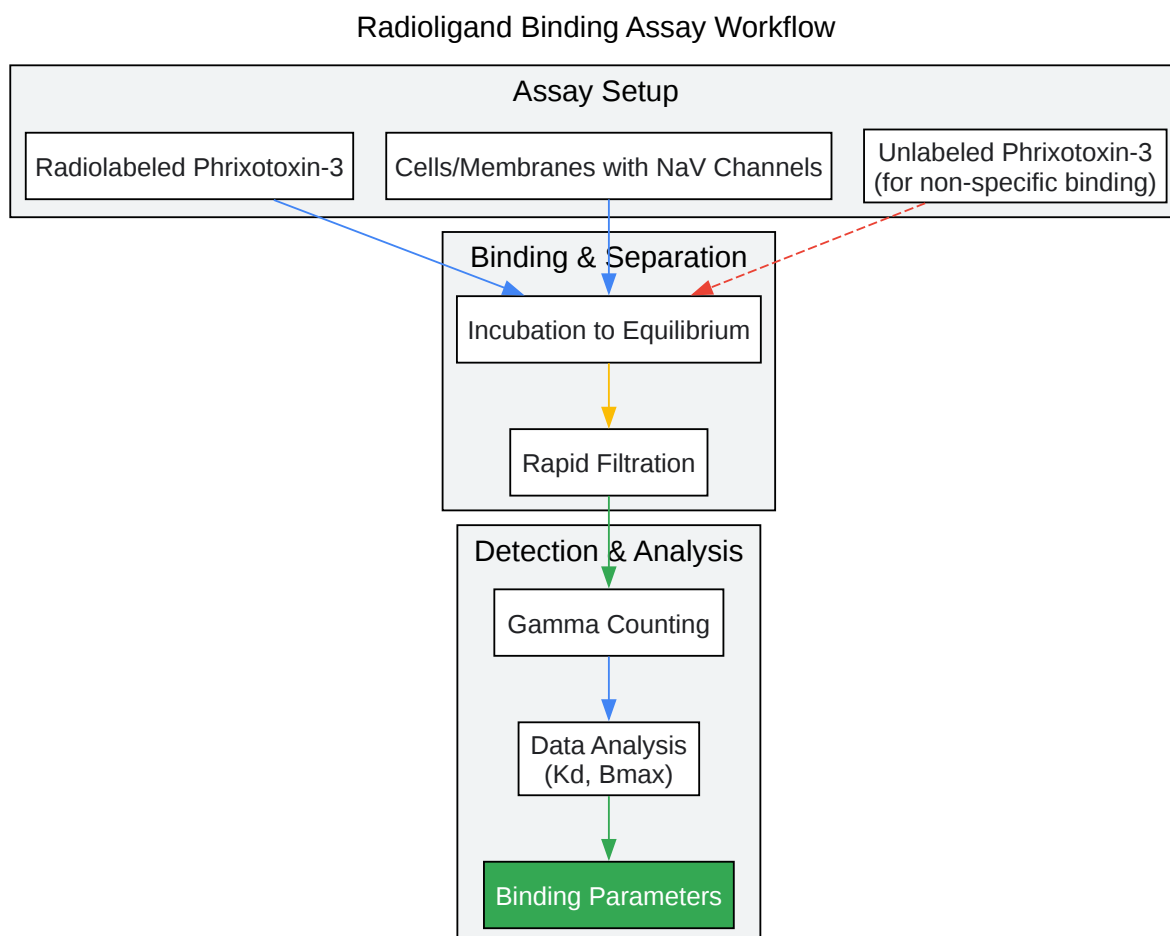 Radioligand Binding Assay Workflow
Assay Setup
Radiolabeled Phrixotoxin-3
Cells/Membranes with NaV Channels
Unlabeled Phrixotoxin-3
(for non-specific binding)
Binding & Separation
Incubation to Equilibrium
Rapid Filtration
Detection & Analysis
Gamma Counting
Data Analysis
(Kd, Bmax)
Binding Parameters